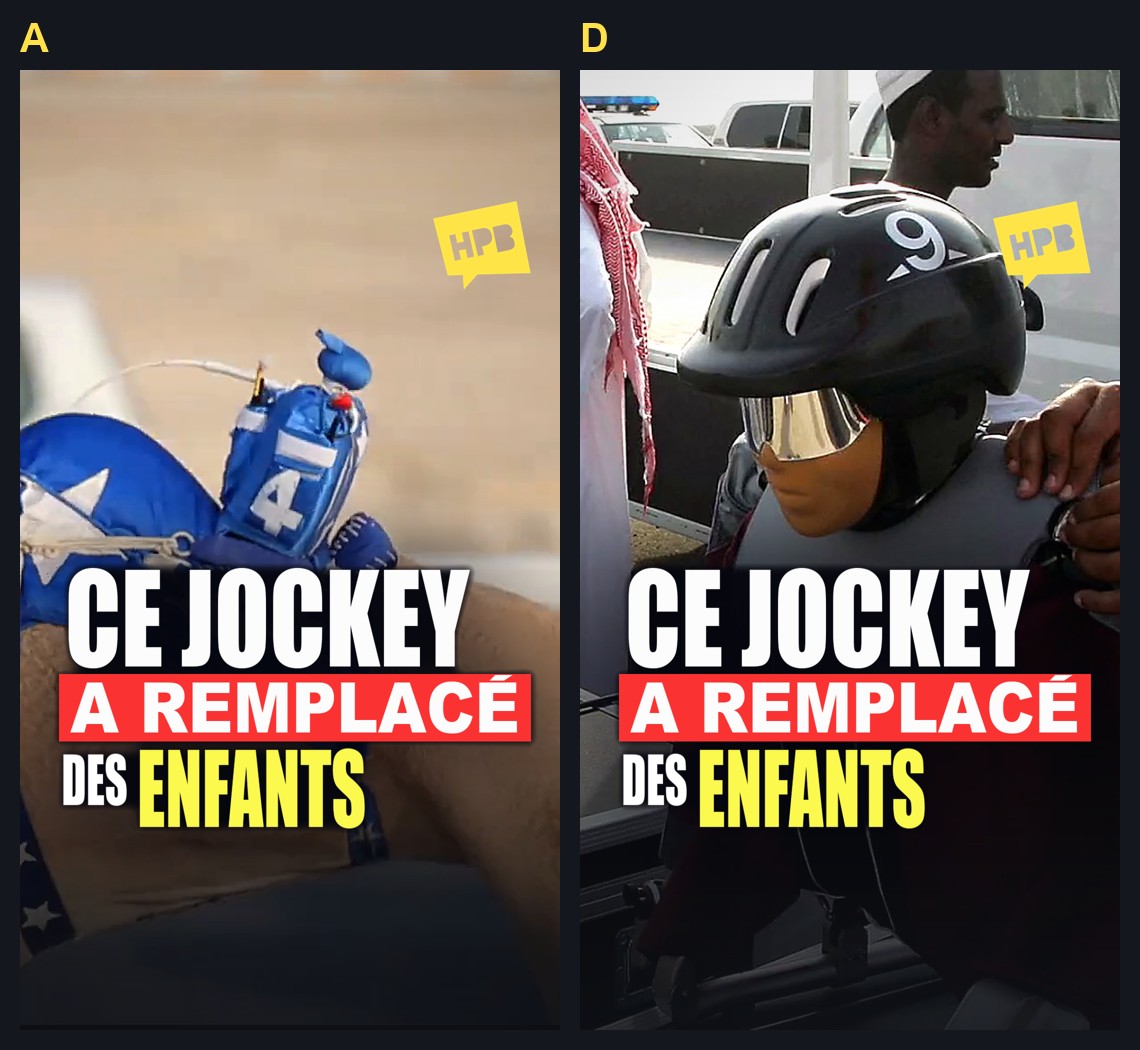 A
HPB
4
CE JOCKEY
A REMPLACÉ
DES ENFANTS
D
9
HPB
CE JOCKEY
A REMPLACÉ
DES ENFANTS